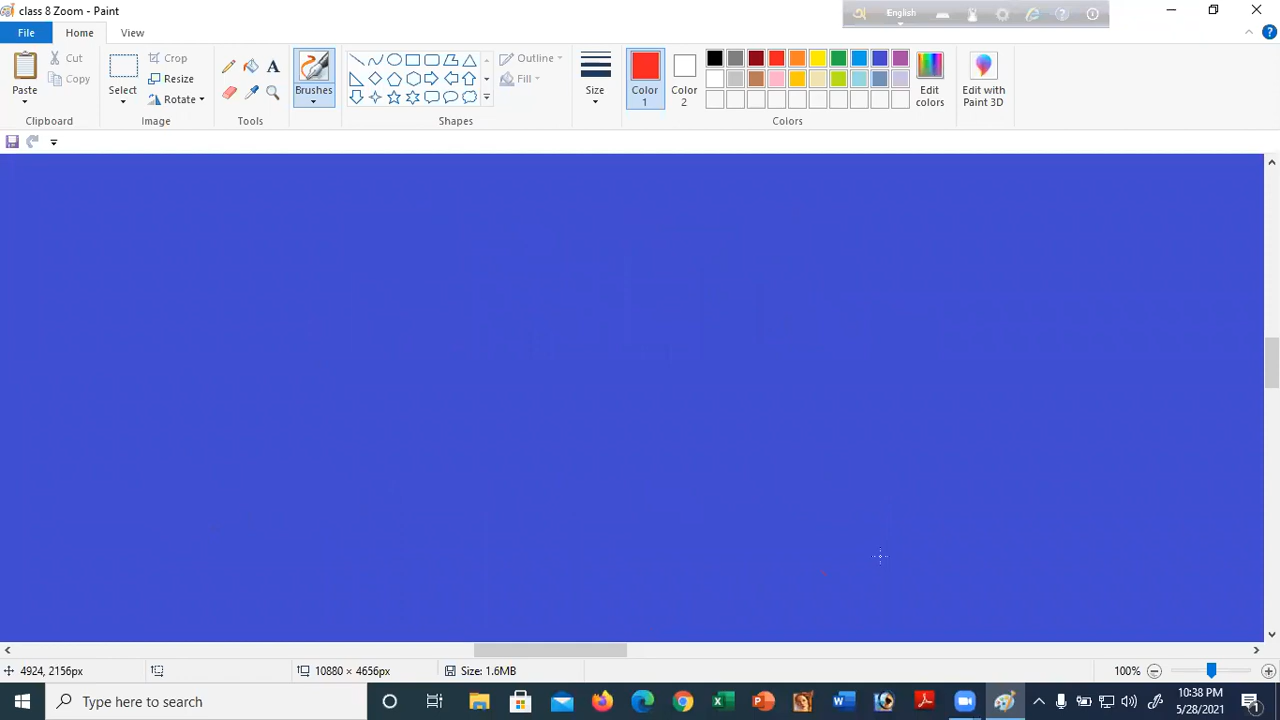 class 8 Zoom - Paint
English
File
Home
View
Paste
Cut
Copy
Clipboard
Select
Crop
Resize
Rotate
Image
A
Tools
Brushes
Outline
Fill
Shapes
Size
Color
1
Color
2
Edit
colors
Colors
Edit with
Paint 3D
4924, 2156px
10880 × 4656px
Size: 1.6MB
100%
Type here to search
10:38 PM
5/28/2021